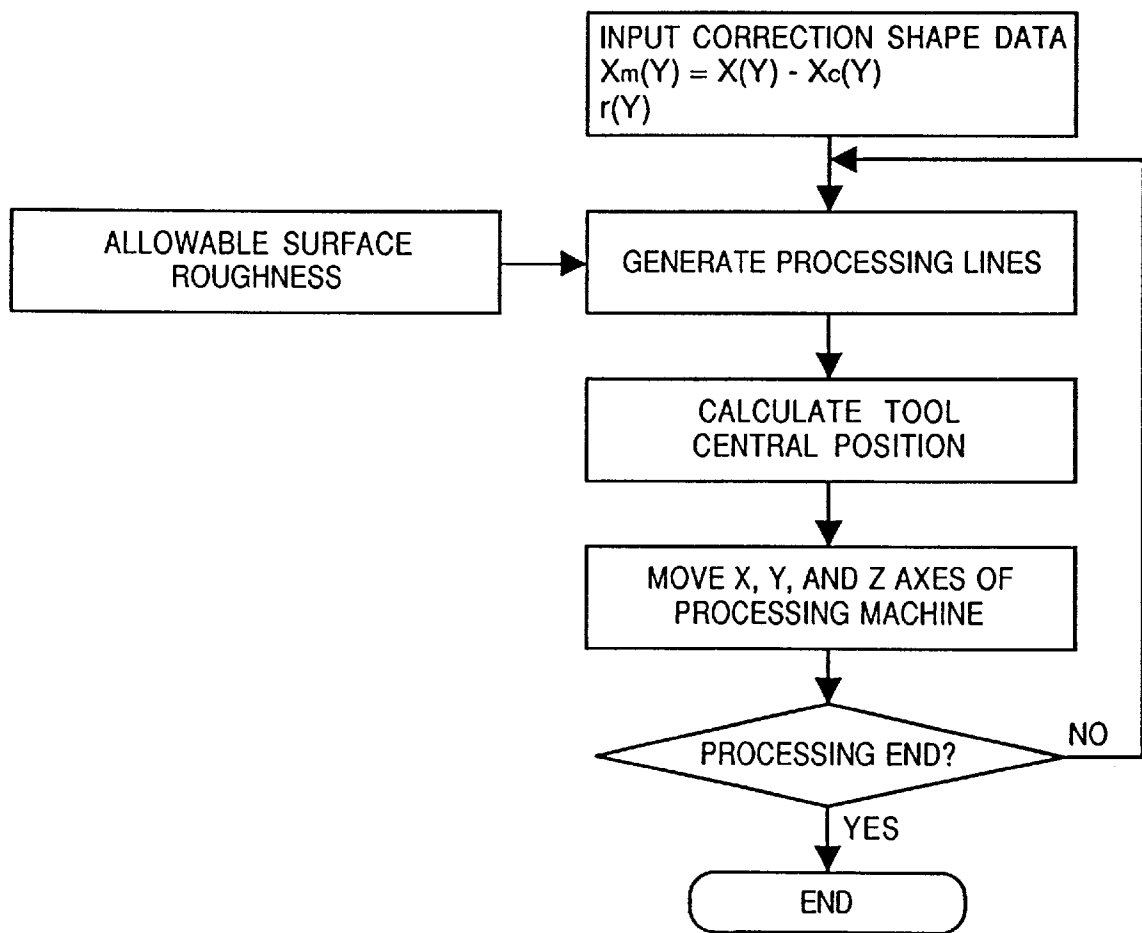 INPUT CORRECTION SHAPE DATA
Xm(Y) = X(Y) - Xc(Y)
r(Y)
ALLOWABLE SURFACE
ROUGHNESS
GENERATE PROCESSING LINES
CALCULATE TOOL
CENTRAL POSITION
MOVE X, Y, AND Z AXES OF
PROCESSING MACHINE
PROCESSING END?
NO
YES
END